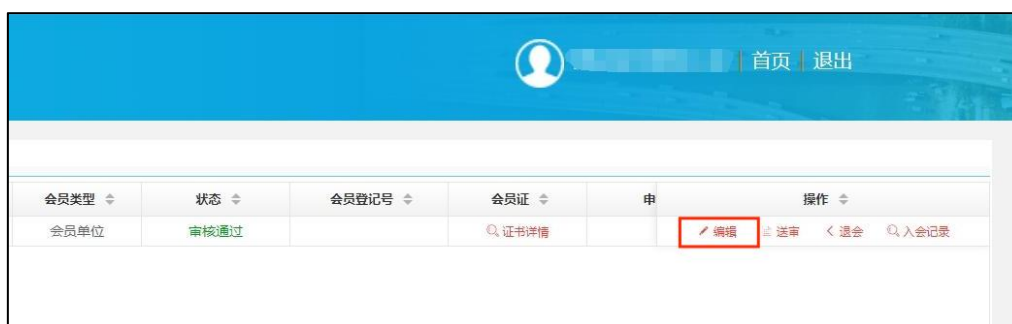 首页 退出
会员类型 状态 会员登记号 会员证 申 操作
会员单位 审核通过 证书详情 编辑 送审 退会 入会记录